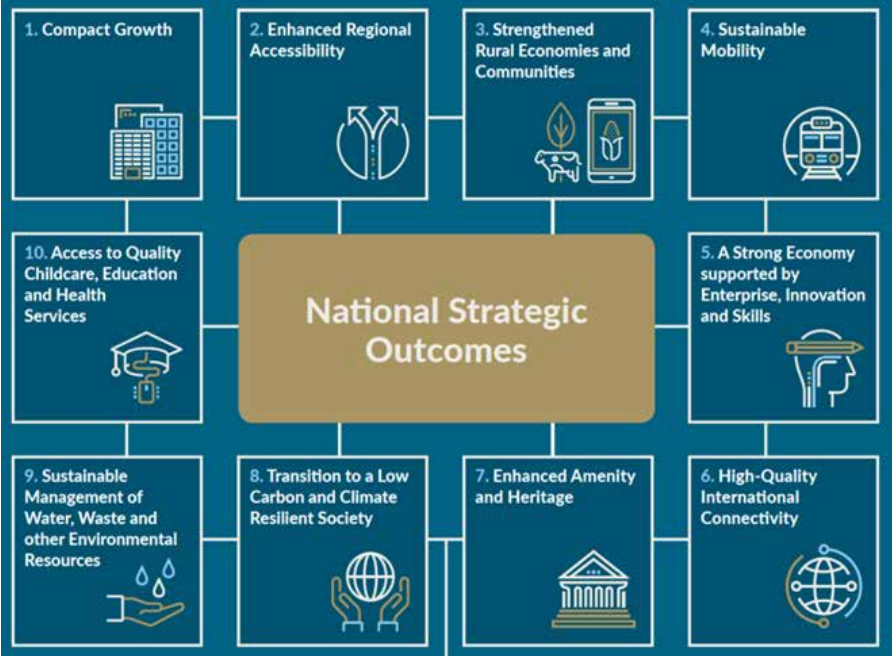 1. Compact Growth
2. Enhanced Regional
Accessibility
3. Strengthened
Rural Economies and
Communities
4. Sustainable
Mobility
10. Access to Quality
Childcare, Education
and Health
Services
National Strategic
Outcomes
5. A Strong Economy
supported by
Enterprise, Innovation
and Skills
9. Sustainable
Management of
Water, Waste and
other Environmental
Resources
8. Transition to a Low
Carbon and Climate
Resilient Society
7. Enhanced Amenity
and Heritage
6. High-Quality
International
Connectivity